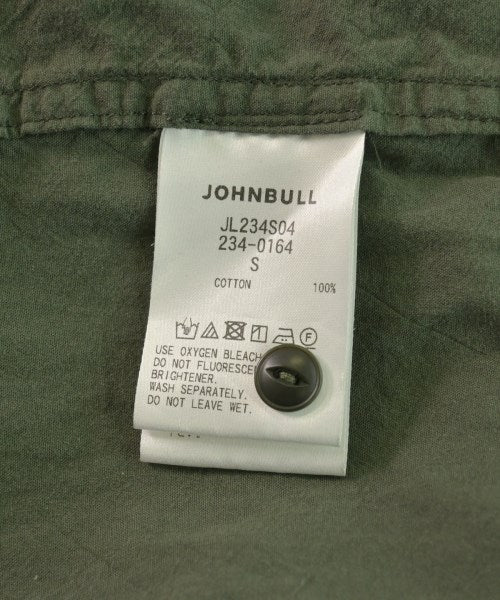 JOHNBULL
JL234S04
234-0164
S
COTTON 100%
F
USE OXYGEN BLEACH
DO NOT FLUORESCE
BRIGHTENER.
WASH SEPARATELY.
DO NOT LEAVE WET.